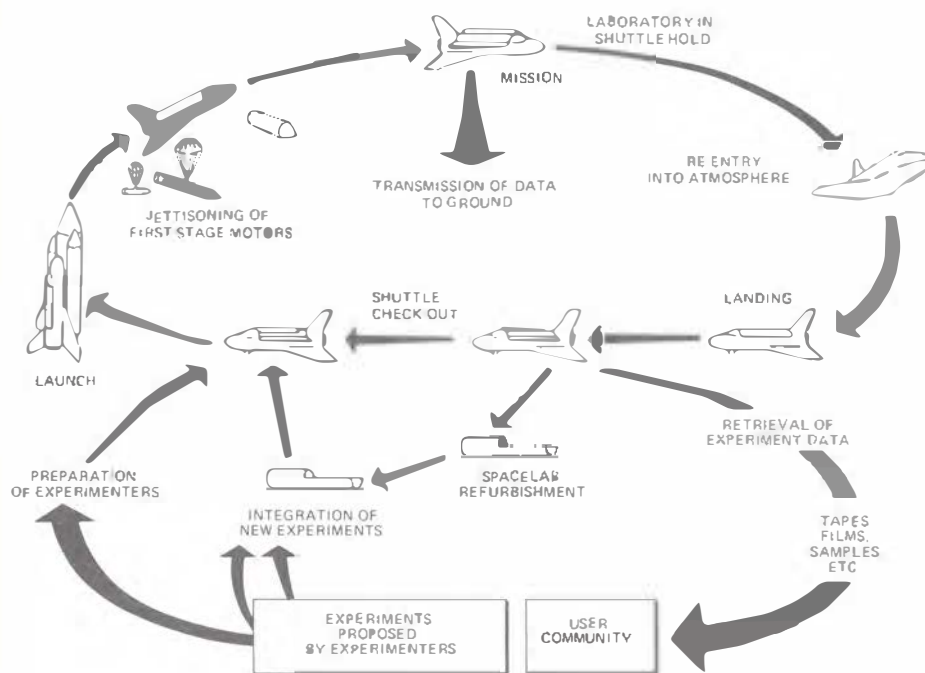 LABORATORY IN
SHUTTLE HOLD
MISSION
RE ENTRY
INTO ATMOSPHERE
TRANSMISSION OF DATA
TO GROUND
JETTISONING OF
FIRST STAGE MOTORS
SHUTTLE
CHECK OUT
LANDING
LAUNCH
RETRIEVAL OF
EXPERIMENT DATA
PREPARATION
OF EXPERIMENTERS
SPACELAB
REFURBISHMENT
INTEGRATION OF
NEW EXPERIMENTS
TAPES
FILMS,
SAMPLES
ETC
EXPERIMENTS
PROPOSED
BY EXPERIMENTERS
USER
COMMUNITY